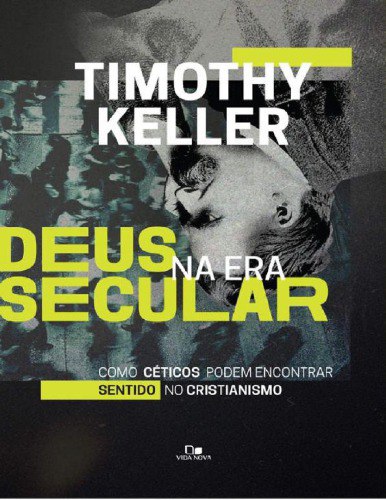 TIMOTHY
KELLER
DEUS NA ERA
SECULAR
COMO CÉTICOS PODEM ENCONTRAR
SENTIDO NO CRISTIANISMO
VIDA NOVA